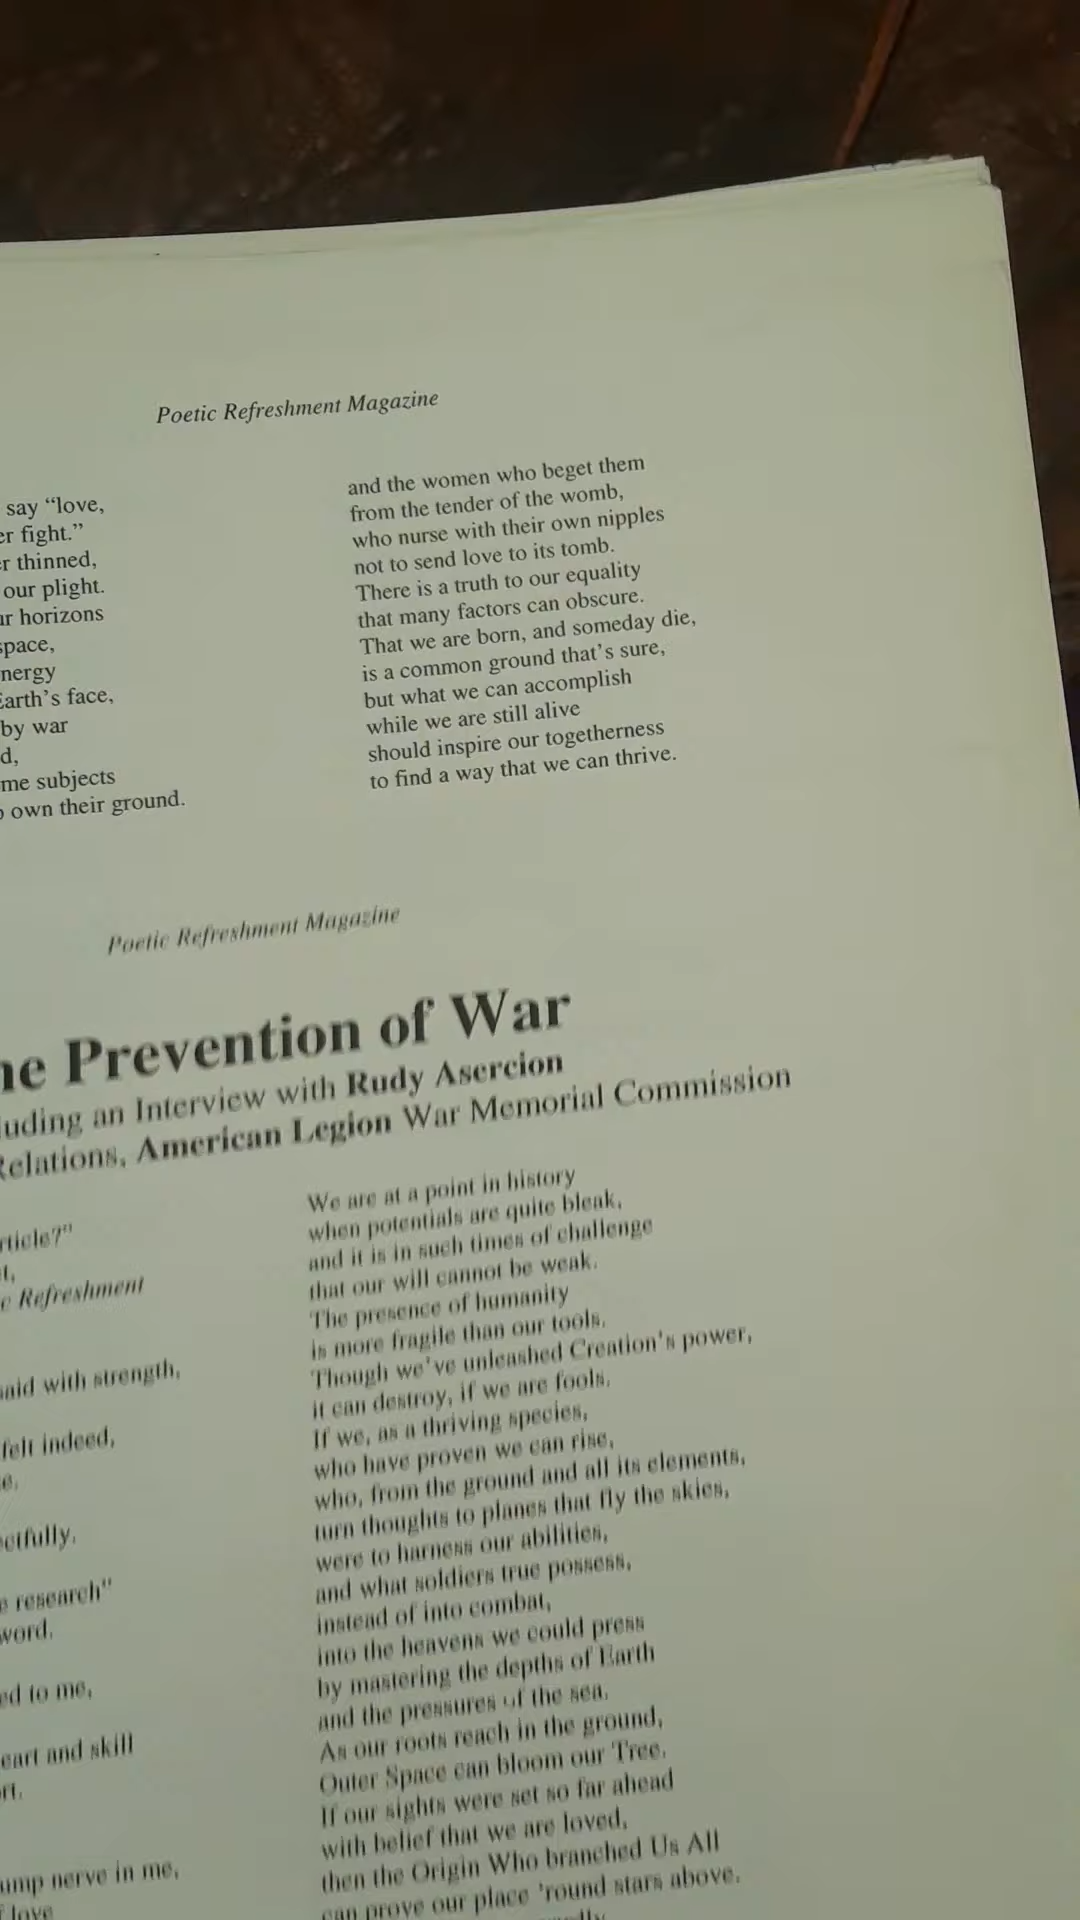 Poetic Refreshment Magazine
say “love,
er fight.”
r thinned,
our plight.
ur horizons
space,
nergy
Earth’s face,
by war
d,
me subjects
o own their ground.
and the women who beget them
from the tender of the womb,
who nurse with their own nipples
not to send love to its tomb.
There is a truth to our equality
that many factors can obscure.
That we are born, and someday die,
is a common ground that’s sure,
but what we can accomplish
while we are still alive
should inspire our togetherness
to find a way that we can thrive.
Poetic Refreshment Magazine
he Prevention of War
luding an Interview with Rudy Asercion
Relations, American Legion War Memorial Commission
rticle?”
t,
c Refreshment
said with strength,
felt indeed,
e.
ctfully.
e research”
word.
ed to me,
eart and skill
rt.
ump nerve in me,
f love
We are at a point in history
when potentials are quite bleak,
and it is in such times of challenge
that our will cannot be weak.
The presence of humanity
is more fragile than our tools.
Though we’ve unleashed Creation’s power,
it can destroy, if we are fools.
If we, as a thriving species,
who have proven we can rise,
who, from the ground and all its elements,
turn thoughts to planes that fly the skies,
were to harness our abilities,
and what soldiers true possess,
instead of into combat,
into the heavens we could press
by mastering the depths of Earth
and the pressures of the sea.
As our roots reach in the ground,
Outer Space can bloom our Tree.
If our sights were set so far ahead
with belief that we are loved,
then the Origin Who branched Us All
can prove our place ’round stars above.